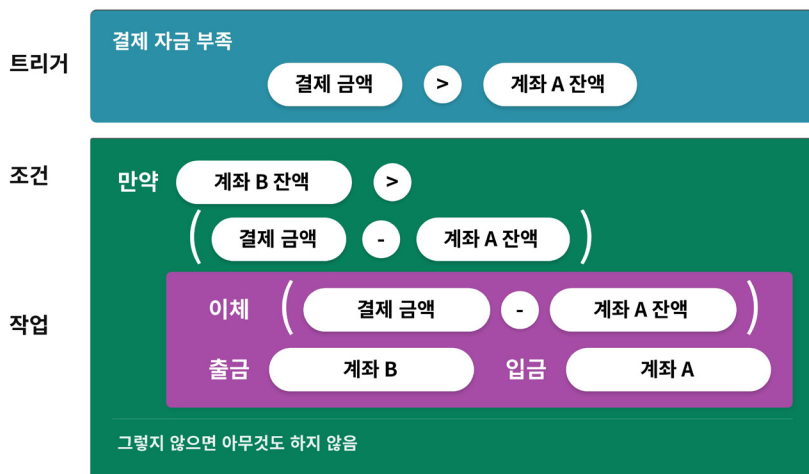 트리거
결제 자금 부족
결제 금액 > 계좌 A 잔액
조건
만약 계좌 B 잔액 >
( 결제 금액 - 계좌 A 잔액 )
작업
이체 ( 결제 금액 - 계좌 A 잔액 )
출금 계좌 B 입금 계좌 A
그렇지 않으면 아무것도 하지 않음